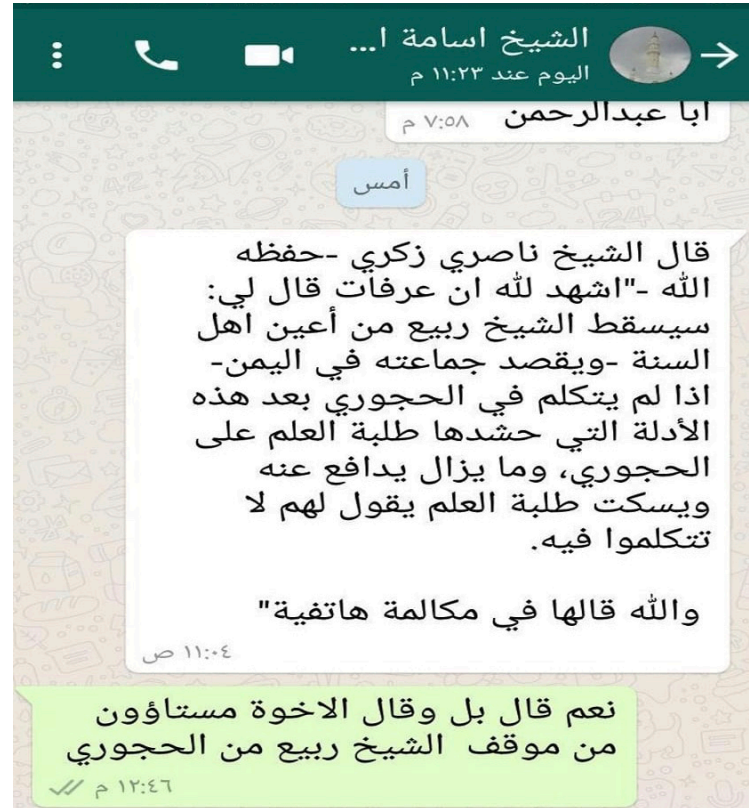 الشيخ اسامة ا...
اليوم عند ١١:٢٣ م
ابا عبدالرحمن
٧:٥٨ م
أمس
قال الشيخ ناصري زكري -حفظه
الله -"اشهد لله ان عرفات قال لي:
سيسقط الشيخ ربيع من أعين اهل
السنة -ويقصد جماعته في اليمن-
اذا لم يتكلم في الحجوري بعد هذه
الأدلة التي حشدها طلبة العلم على
الحجوري، وما يزال يدافع عنه
ويسكت طلبة العلم يقول لهم لا
تتكلموا فيه.
والله قالها في مكالمة هاتفية"
١١:٠٤ ص
نعم قال بل وقال الاخوة مستاؤون
من موقف الشيخ ربيع من الحجوري
١٢:٤٦ م